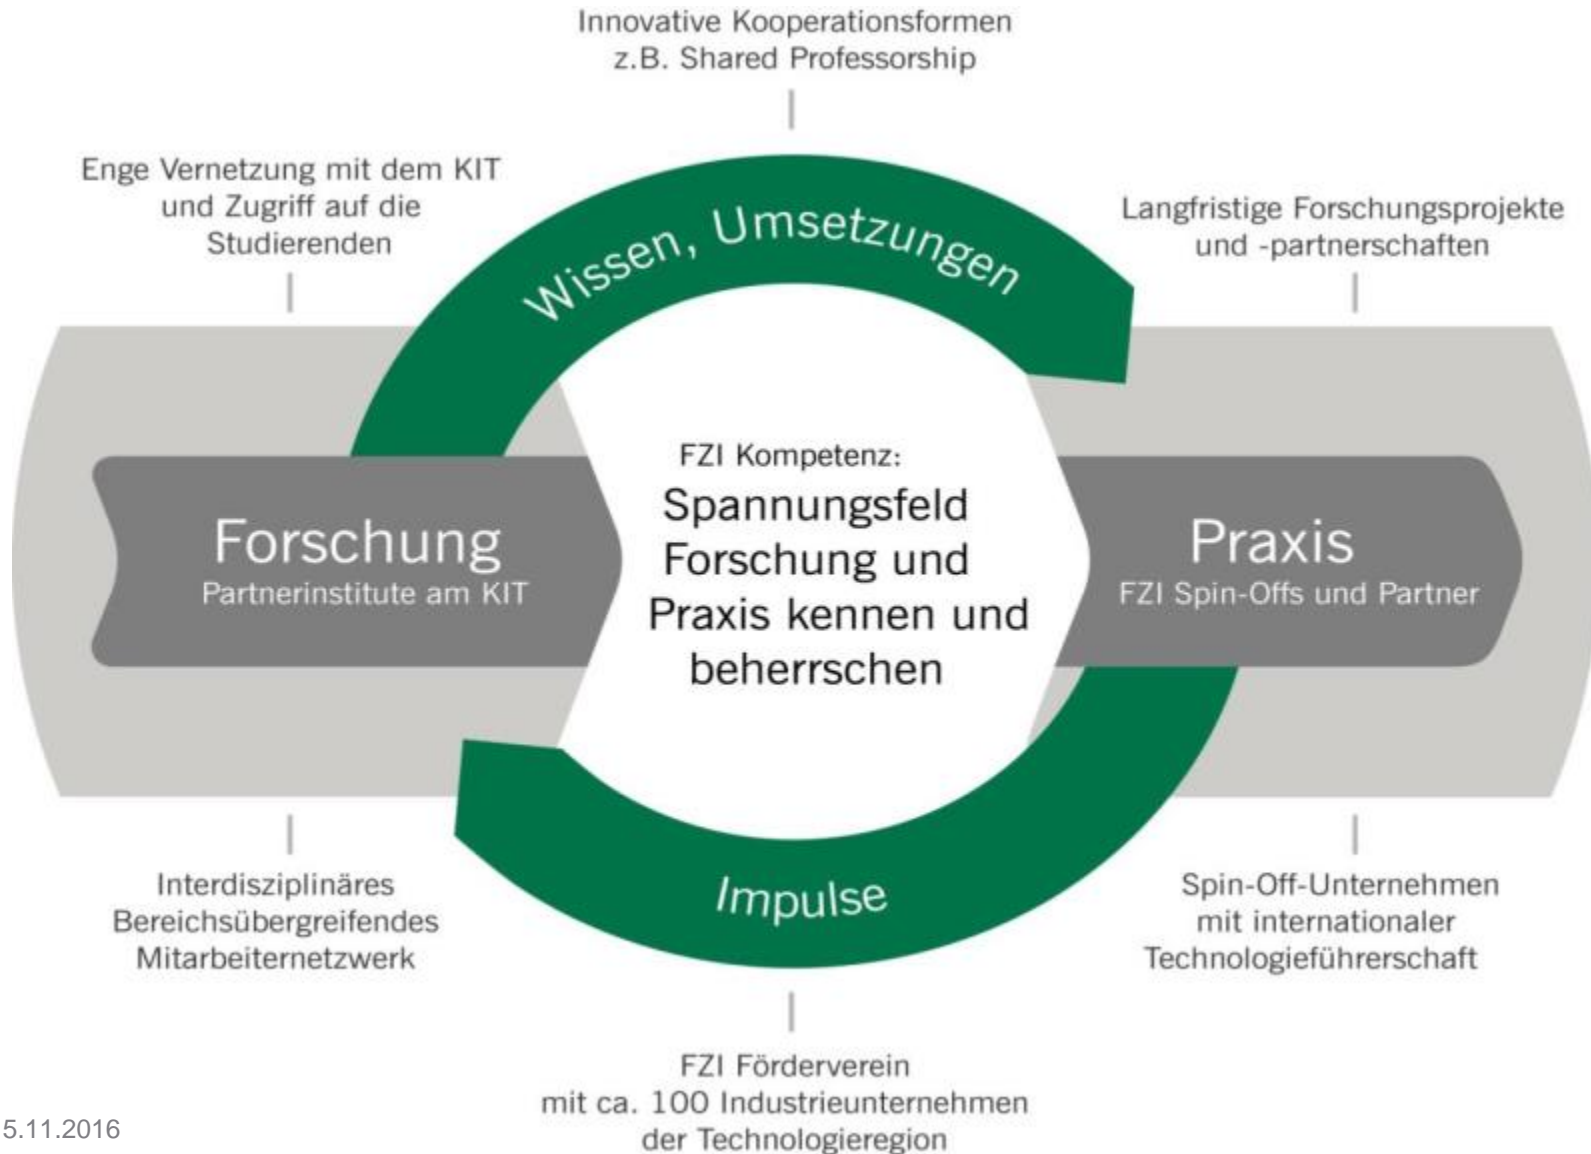 Innovative Kooperationsformen
z.B. Shared Professorship
Enge Vernetzung mit dem KIT
und Zugriff auf die
Studierenden
Langfristige Forschungsprojekte
und -partnerschaften
Wissen, Umsetzungen
Forschung
Partnerinstitute am KIT
FZI Kompetenz:
Spannungsfeld
Forschung und
Praxis kennen und
beherrschen
Praxis
FZI Spin-Offs und Partner
Impulse
Interdisziplinäres
Bereichsübergreifendes
Mitarbeiternetzwerk
Spin-Off-Unternehmen
mit internationaler
Technologieführerschaft
FZI Förderverein
mit ca. 100 Industrieunternehmen
der Technologieregion
5.11.2016